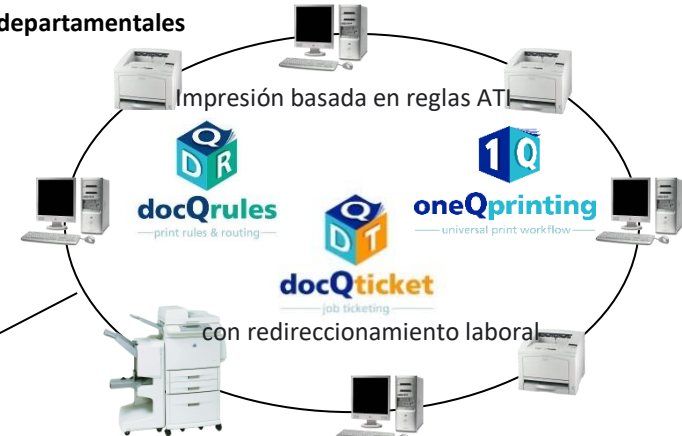 departamentales
Impresión basada en reglas ATI
Q
D R
docQrules
print rules & routing
1Q
oneQprinting
universal print workflow
Q
D T
docQticket
job ticketing
con redireccionamiento laboral